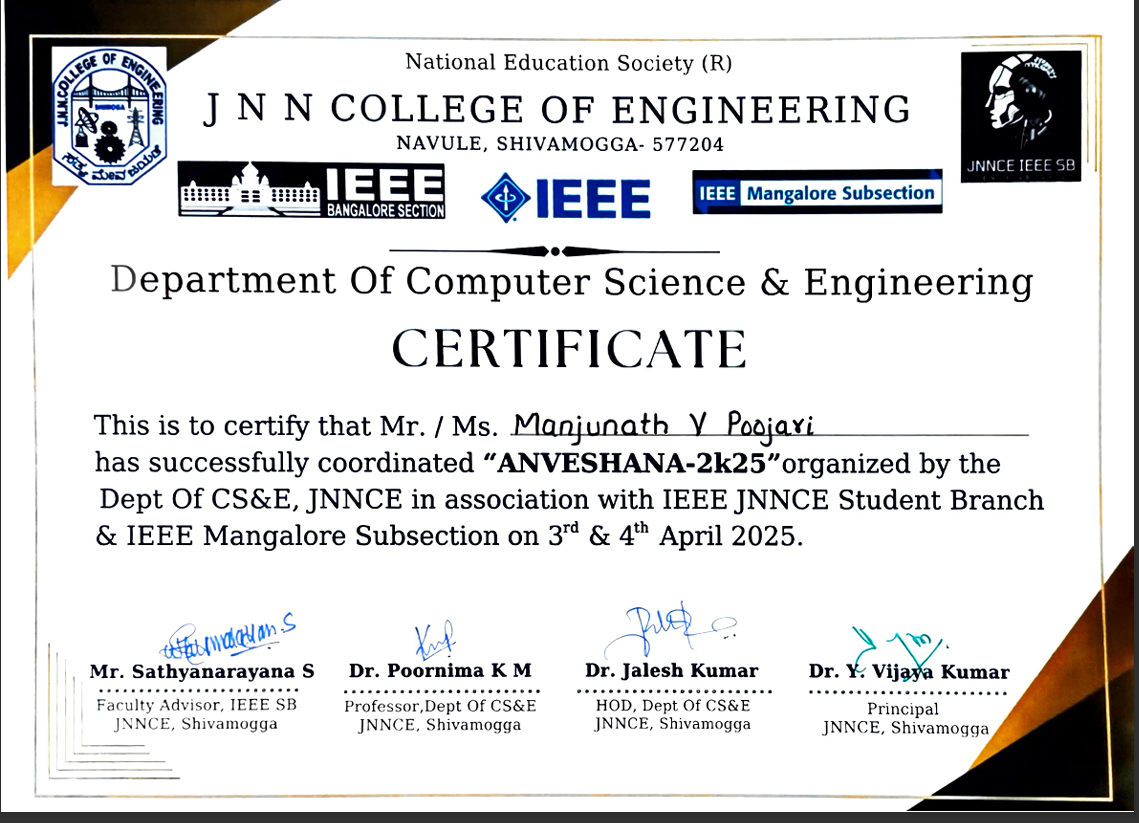 National Education Society (R)
J N N COLLEGE OF ENGINEERING
NAVULE, SHIVAMOGGA- 577204
J.N.N.COLLEGE OF ENGINEERING
SHIMOGA
ಸತ್ಯ ಮೇವ ಜಯತೇ
JNNCE IEEE SB
IEEE
BANGALORE SECTION
IEEE
IEEE Mangalore Subsection
Department Of Computer Science & Engineering
CERTIFICATE
This is to certify that Mr. / Ms. Manjunath V Poojari
has successfully coordinated “ANVESHANA-2k25”organized by the
Dept Of CS&E, JNNCE in association with IEEE JNNCE Student Branch
& IEEE Mangalore Subsection on 3rd & 4th April 2025.
Mr. Sathyanarayana S
Faculty Advisor, IEEE SB
JNNCE, Shivamogga
Dr. Poornima K M
Professor,Dept Of CS&E
JNNCE, Shivamogga
Dr. Jalesh Kumar
HOD, Dept Of CS&E
JNNCE, Shivamogga
Dr. Y. Vijaya Kumar
Principal
JNNCE, Shivamogga